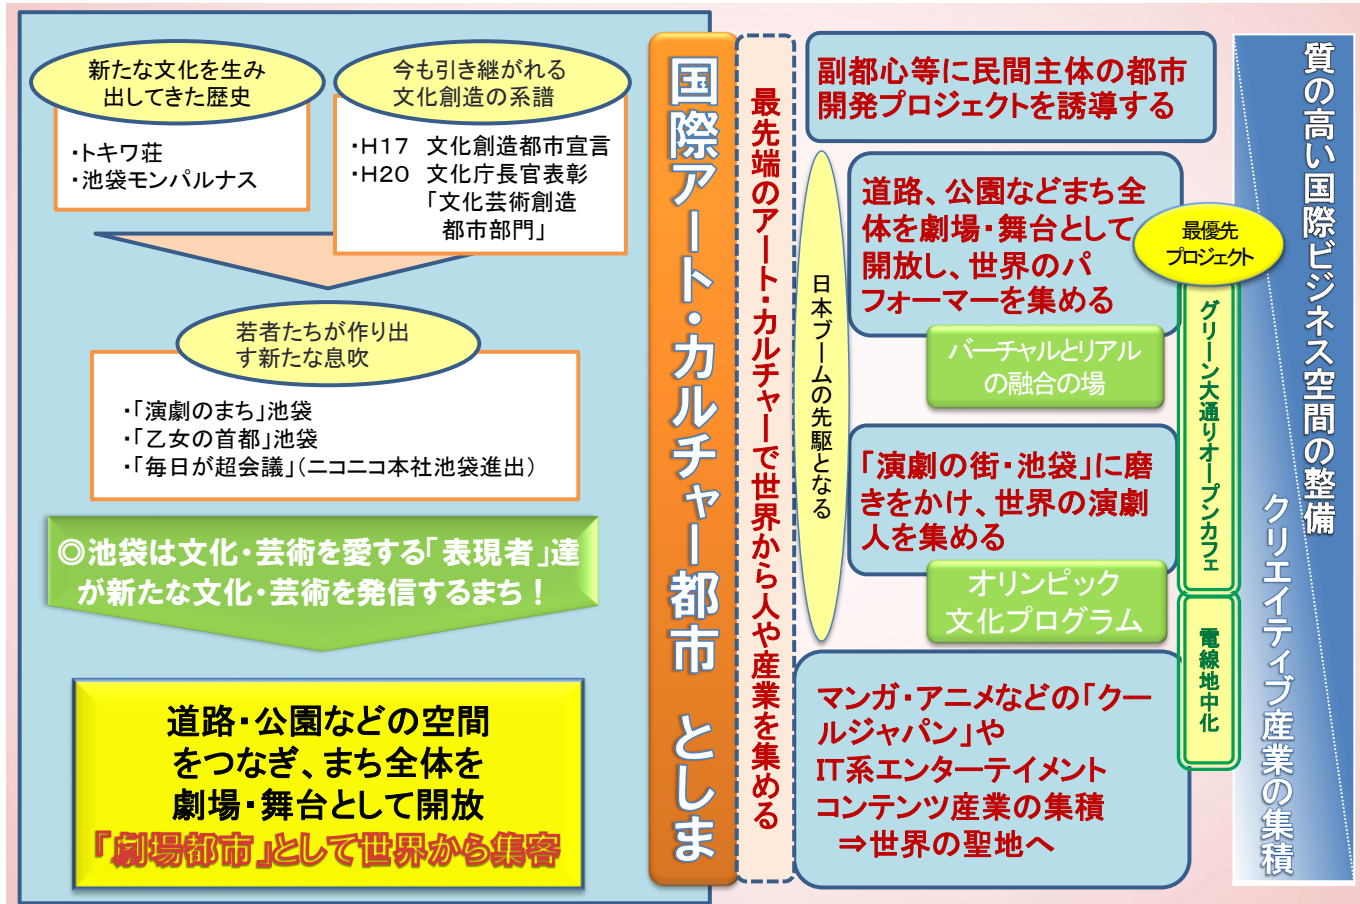 新たな文化を生み
出してきた歴史
・トキワ荘
・池袋モンパルナス
今も引き継がれる
文化創造の系譜
・H17 文化創造都市宣言
・H20 文化庁長官表彰
「文化芸術創造
都市部門」
若者たちが作り出
す新たな息吹
・「演劇のまち」池袋
・「乙女の首都」池袋
・「毎日が超会議」（ニコニコ本社池袋進出）
◎池袋は文化・芸術を愛する「表現者」達
が新たな文化・芸術を発信するまち！
道路・公園などの空間
をつなぎ、まち全体を
劇場・舞台として開放
「劇場都市」として世界から集客
国際アート・カルチャー都市 としま
最先端のアート・カルチャーで世界から人や産業を集める
副都心等に民間主体の都市
開発プロジェクトを誘導する
日本ブームの先駆となる
道路、公園などまち全
体を劇場・舞台として
開放し、世界のパ
フォーマーを集める
バーチャルとリアル
の融合の場
「演劇の街・池袋」に磨
きをかけ、世界の演劇
人を集める
オリンピック
文化プログラム
マンガ・アニメなどの「クー
ルジャパン」や
IT系エンターテイメント
コンテンツ産業の集積
⇒世界の聖地へ
最優先
プロジェクト
グリーン大通りオープンカフェ
電線地中化
質の高い国際ビジネス空間の整備
クリエイティブ産業の集積